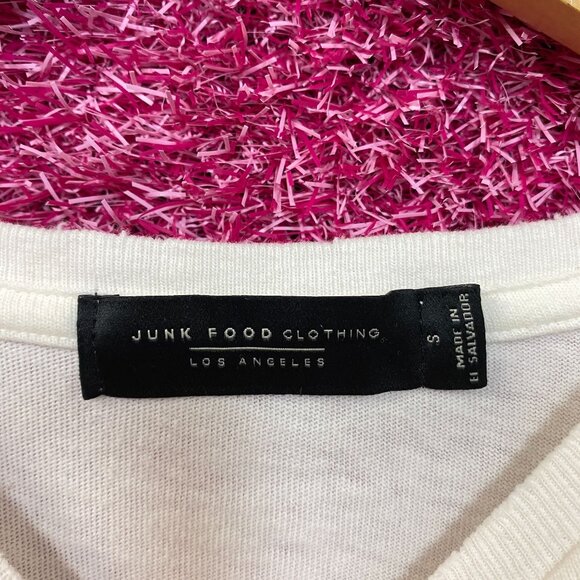 JUNK FOOD CLOTHING
LOS ANGELES
S
MADE IN
El SALVADOR